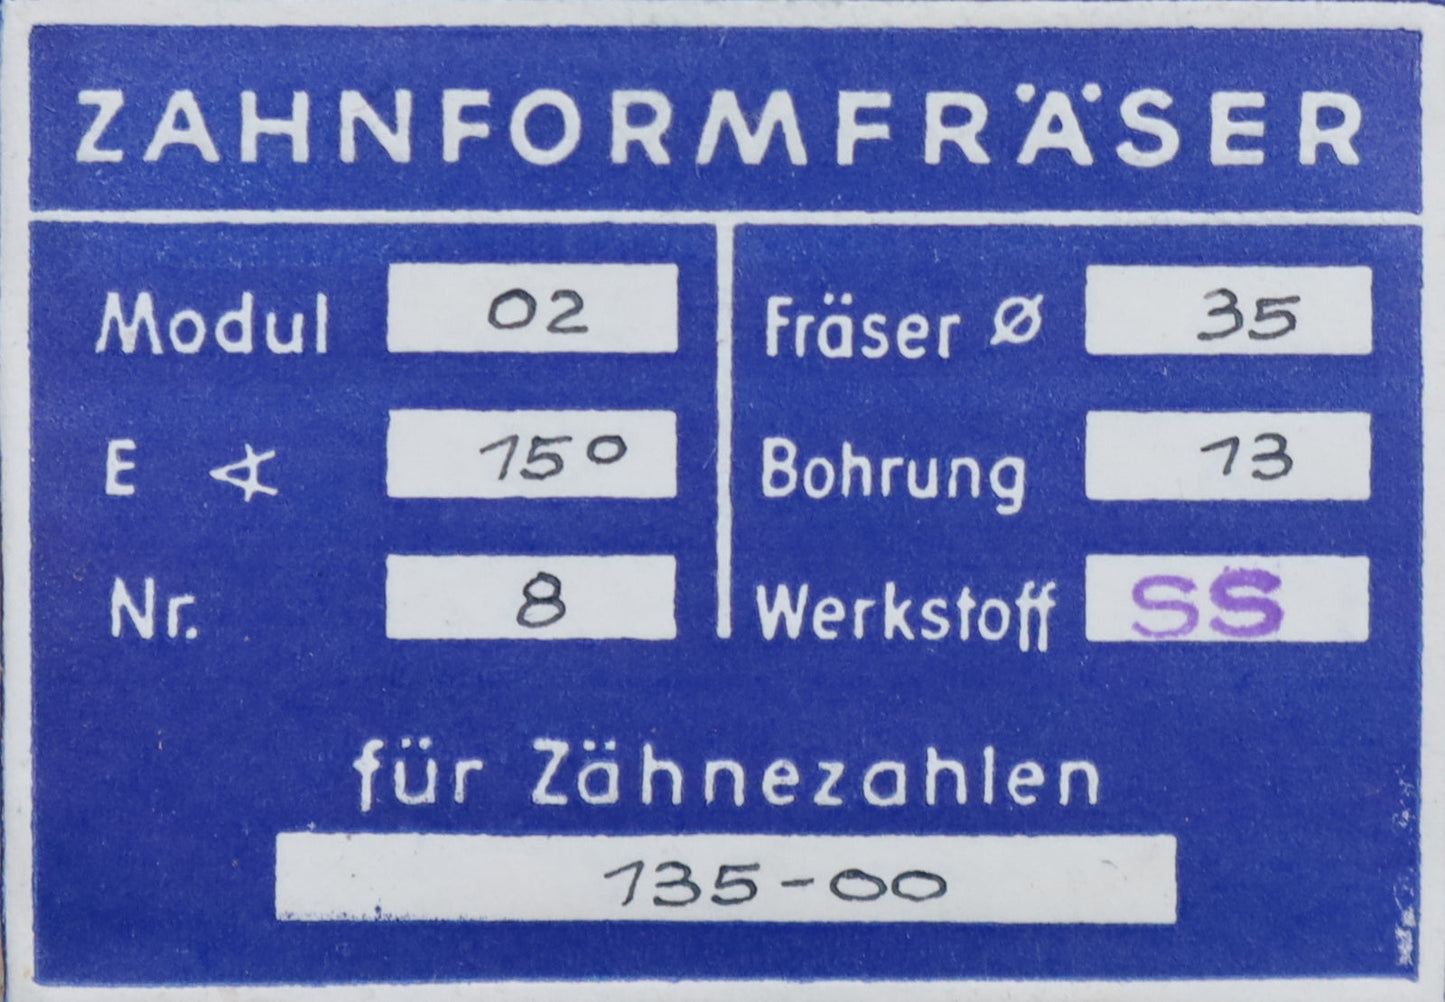 ZAHNFORMFRÄSER
Modul 02
E ∢ 15°
Nr. 8
Fräser Ø 35
Bohrung 13
Werkstoff SS
für Zähnezahlen
135-00